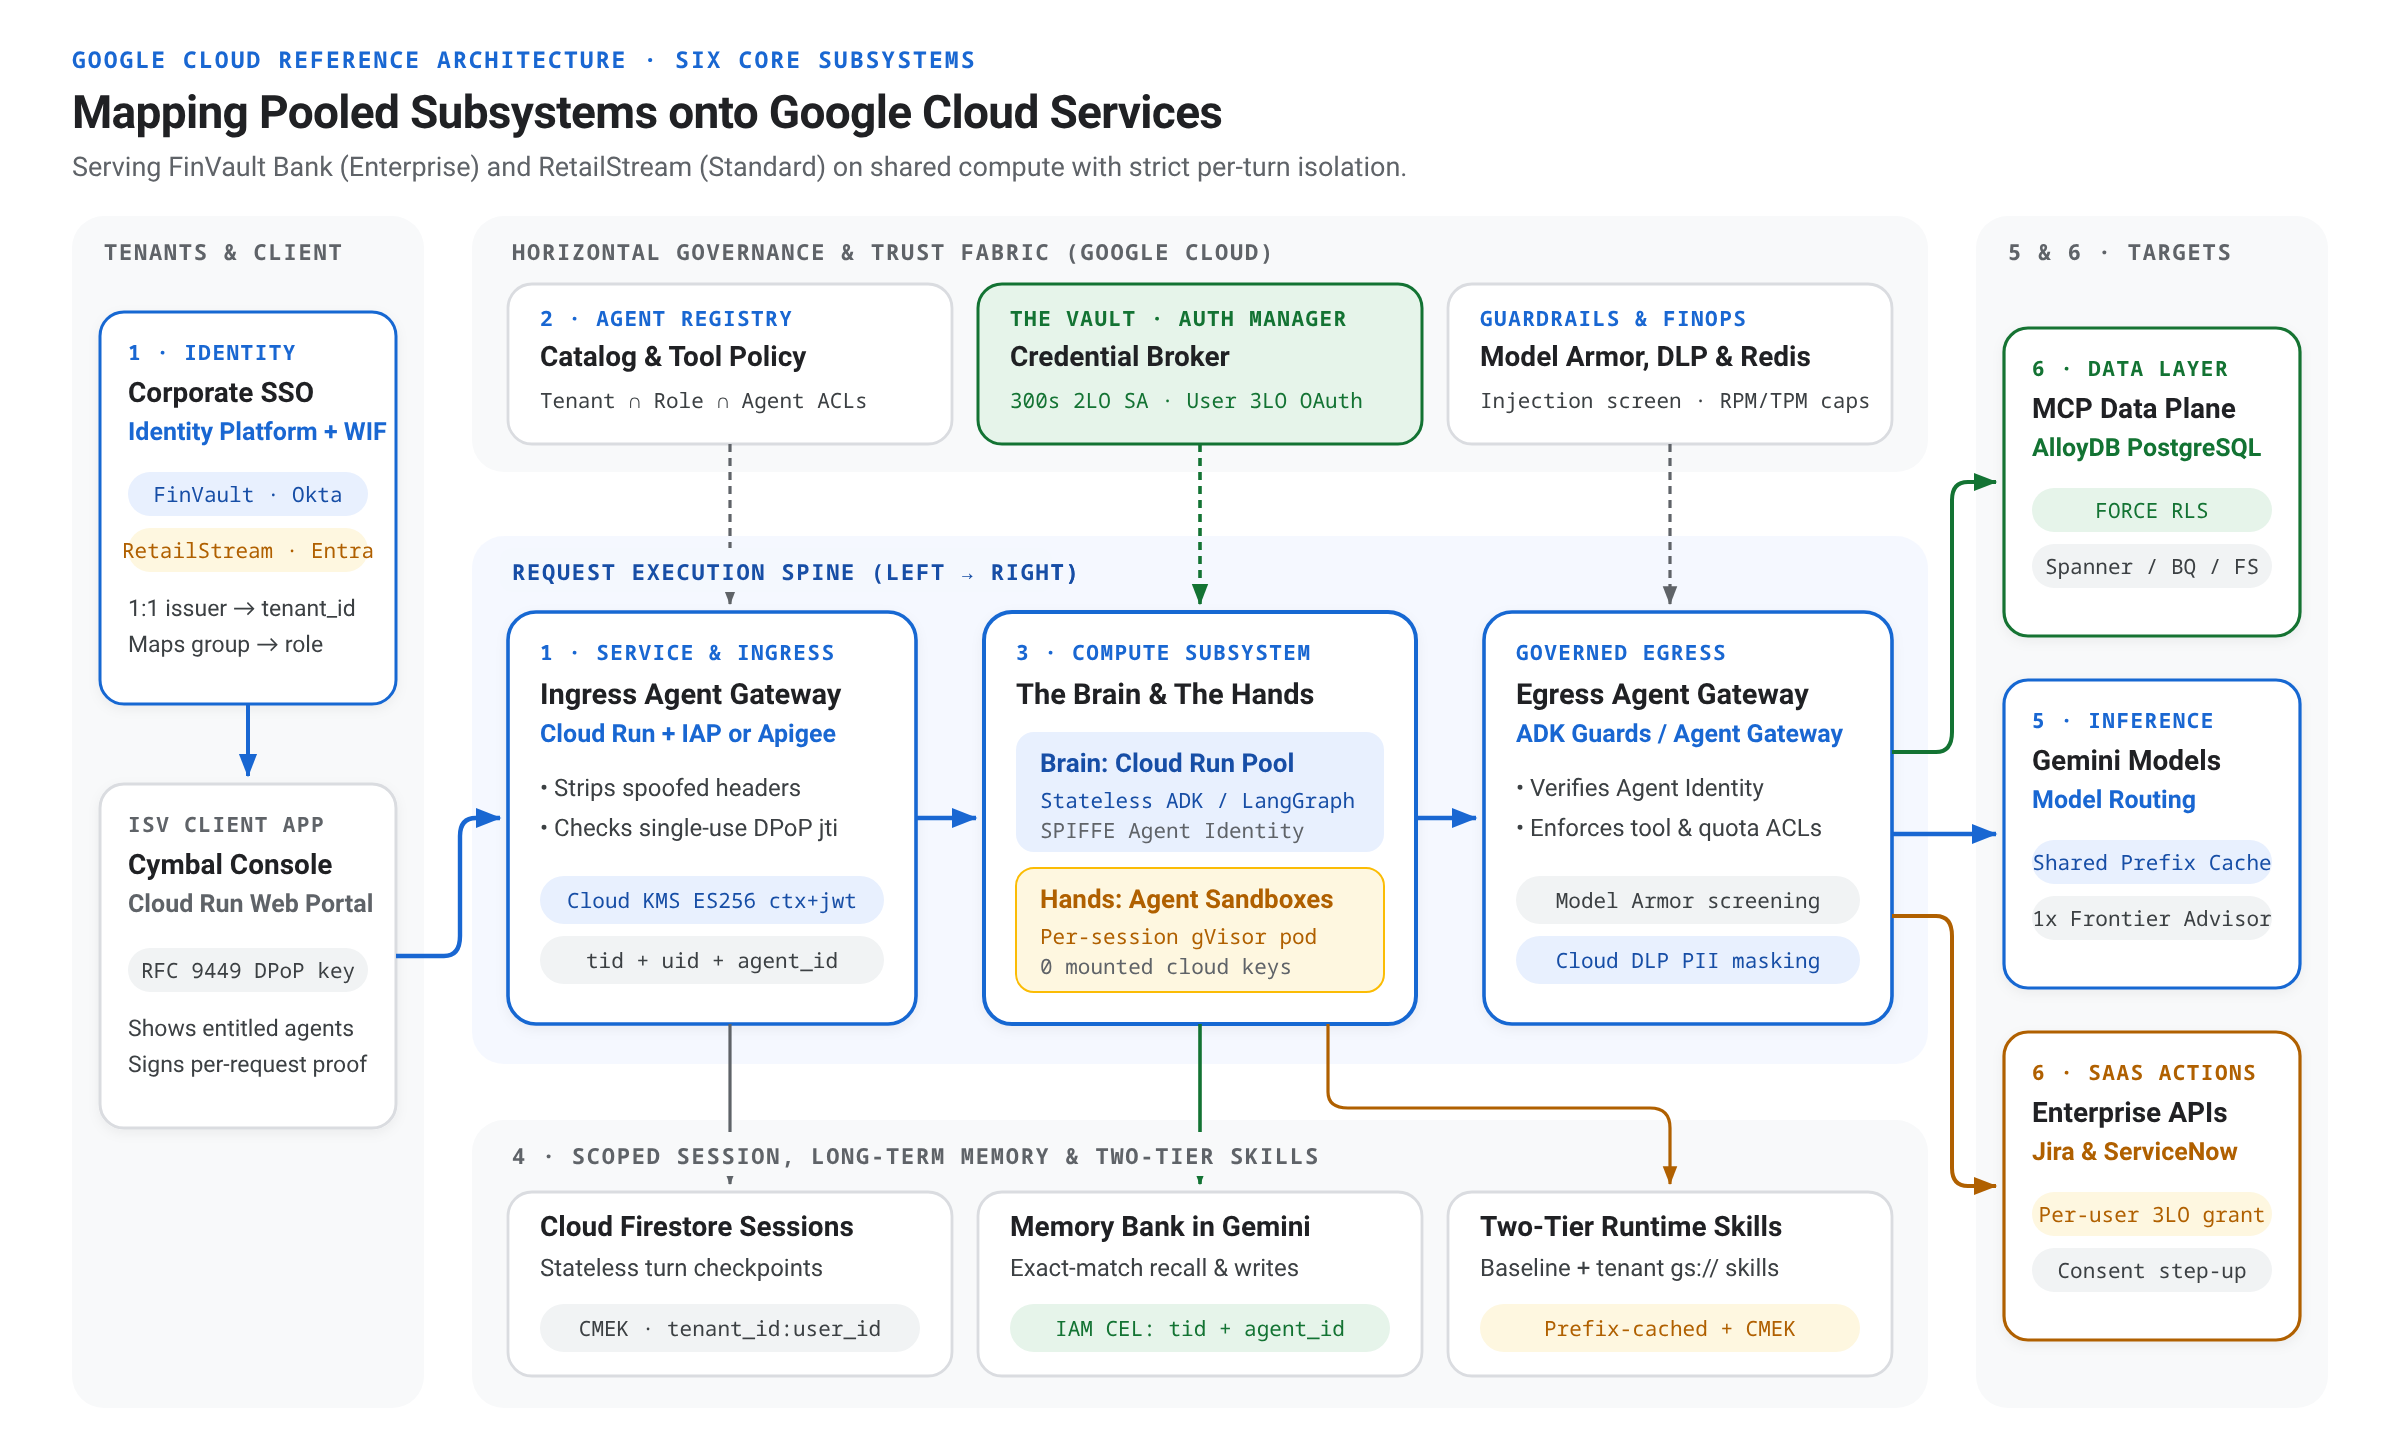 GOOGLE CLOUD REFERENCE ARCHITECTURE · SIX CORE SUBSYSTEMS
Mapping Pooled Subsystems onto Google Cloud Services
Serving FinVault Bank (Enterprise) and RetailStream (Standard) on shared compute with strict per-turn isolation.
TENANTS & CLIENT
1 · IDENTITY
Corporate SSO
Identity Platform + WIF
FinVault · Okta
RetailStream · Entra
1:1 issuer → tenant_id
Maps group → role
ISV CLIENT APP
Cymbal Console
Cloud Run Web Portal
RFC 9449 DPoP key
Shows entitled agents
Signs per-request proof
HORIZONTAL GOVERNANCE & TRUST FABRIC (GOOGLE CLOUD)
2 · AGENT REGISTRY
Catalog & Tool Policy
Tenant ∩ Role ∩ Agent ACLs
THE VAULT · AUTH MANAGER
Credential Broker
300s 2LO SA · User 3LO OAuth
GUARDRAILS & FINOPS
Model Armor, DLP & Redis
Injection screen · RPM/TPM caps
REQUEST EXECUTION SPINE (LEFT → RIGHT)
1 · SERVICE & INGRESS
Ingress Agent Gateway
Cloud Run + IAP or Apigee
• Strips spoofed headers
• Checks single-use DPoP jti
Cloud KMS ES256 ctx+jwt
tid + uid + agent_id
3 · COMPUTE SUBSYSTEM
The Brain & The Hands
Brain: Cloud Run Pool
Stateless ADK / LangGraph
SPIFFE Agent Identity
Hands: Agent Sandboxes
Per-session gVisor pod
0 mounted cloud keys
GOVERNED EGRESS
Egress Agent Gateway
ADK Guards / Agent Gateway
• Verifies Agent Identity
• Enforces tool & quota ACLs
Model Armor screening
Cloud DLP PII masking
4 · SCOPED SESSION, LONG-TERM MEMORY & TWO-TIER SKILLS
Cloud Firestore Sessions
Stateless turn checkpoints
CMEK · tenant_id:user_id
Memory Bank in Gemini
Exact-match recall & writes
IAM CEL: tid + agent_id
Two-Tier Runtime Skills
Baseline + tenant gs:// skills
Prefix-cached + CMEK
5 & 6 · TARGETS
6 · DATA LAYER
MCP Data Plane
AlloyDB PostgreSQL
FORCE RLS
Spanner / BQ / FS
5 · INFERENCE
Gemini Models
Model Routing
Shared Prefix Cache
1x Frontier Advisor
6 · SAAS ACTIONS
Enterprise APIs
Jira & ServiceNow
Per-user 3LO grant
Consent step-up